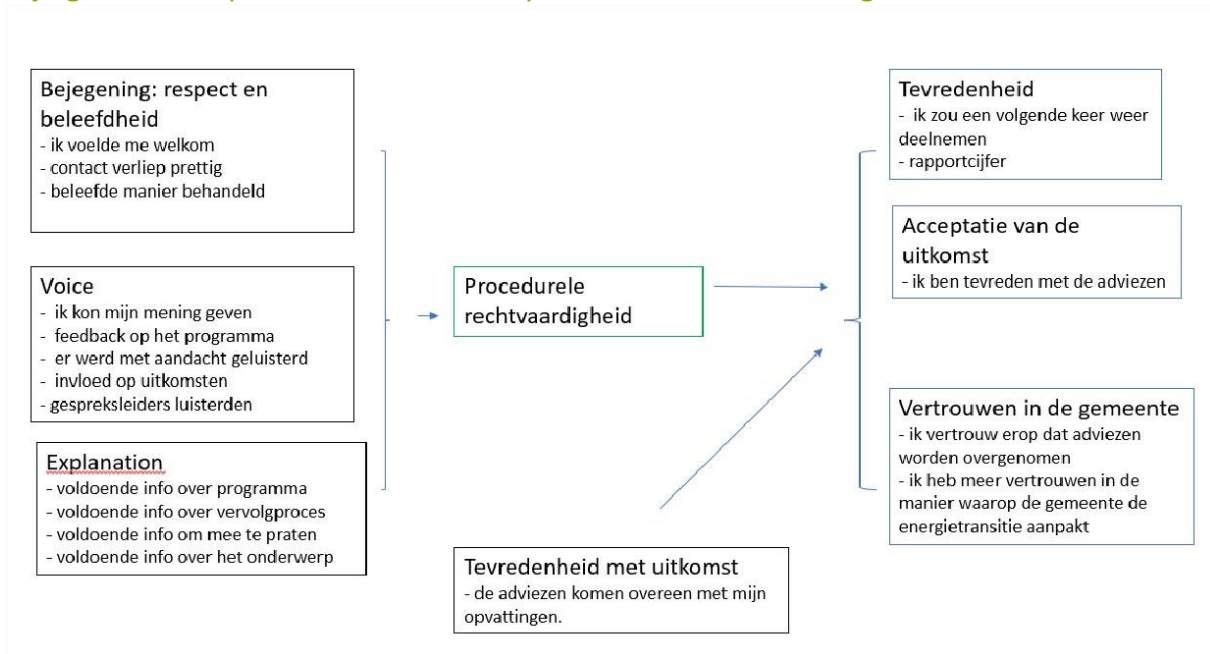 Bejegening: respect en
beleefdheid
- ik voelde me welkom
- contact verliep prettig
- beleefde manier behandeld
Voice
- ik kon mijn mening geven
- feedback op het programma
- er werd met aandacht geluisterd
- invloed op uitkomsten
- gespreksleiders luisterden
Explanation
- voldoende info over programma
- voldoende info over vervolgproces
- voldoende info om mee te praten
- voldoende info over het onderwerp
Procedurele
rechtvaardigheid
Tevredenheid met uitkomst
- de adviezen komen overeen met mijn
opvattingen.
Tevredenheid
- ik zou een volgende keer weer
deelnemen
- rapportcijfer
Acceptatie van de
uitkomst
- ik ben tevreden met de adviezen
Vertrouwen in de gemeente
- ik vertrouw erop dat adviezen
worden overgenomen
- ik heb meer vertrouwen in de
manier waarop de gemeente de
energietransitie aanpakt